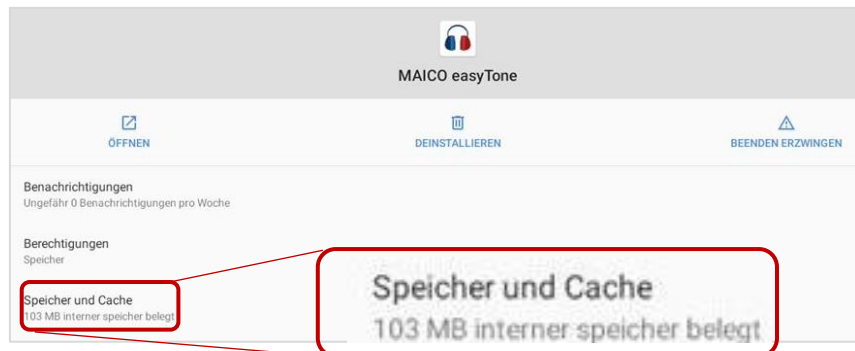 MAICO easyTone
ÖFFNEN
DEINSTALLIEREN
BEENDEN ERZWINGEN
Benachrichtigungen
Ungefähr 0 Benachrichtigungen pro Woche
Berechtigungen
Speicher
Speicher und Cache
103 MB interner speicher belegt
Speicher und Cache
103 MB interner speicher belegt